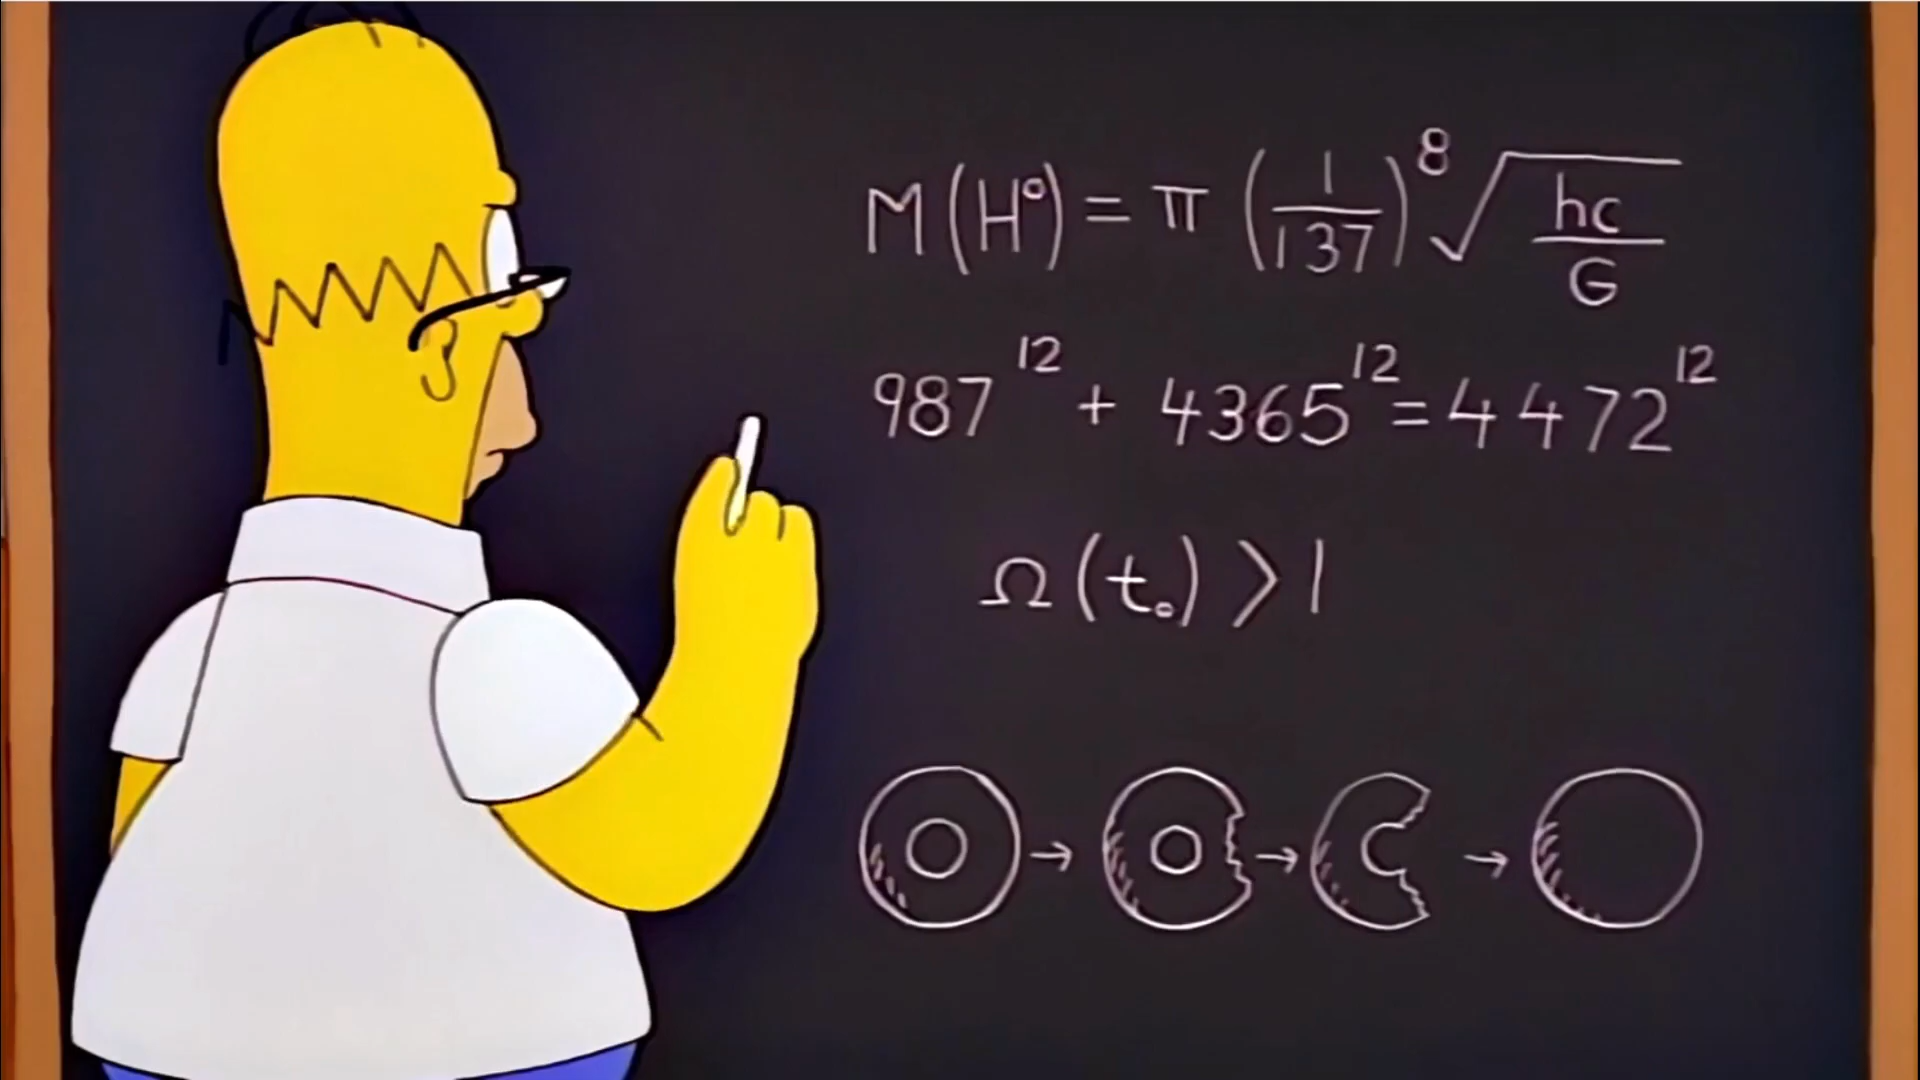 M(H°) = π (1/137)⁸ √(hc/G)
987¹² + 4365¹² = 4472¹²
Ω(t₀) > 1